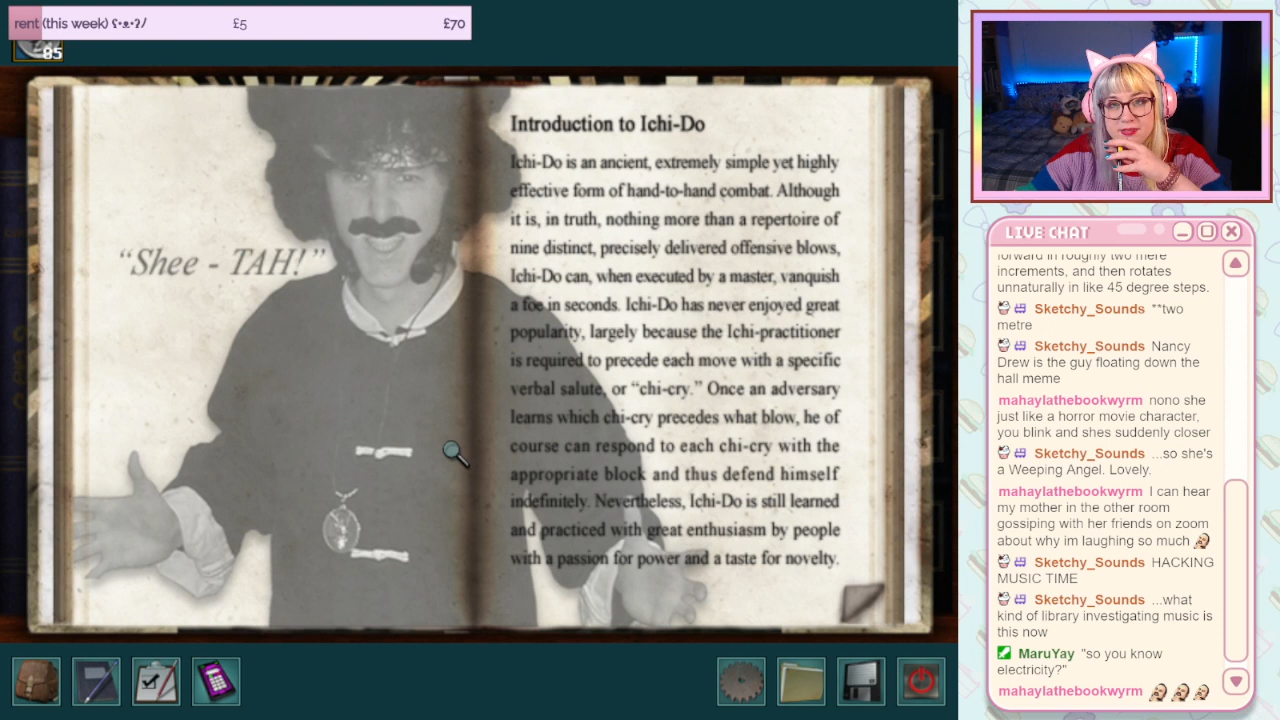 rent (this week) ʕ•ᴥ•ʔﾉ £5 £70
85
"Shee - TAH!"
Introduction to Ichi-Do
Ichi-Do is an ancient, extremely simple yet highly
effective form of hand-to-hand combat. Although
it is, in truth, nothing more than a repertoire of
nine distinct, precisely delivered offensive blows,
Ichi-Do can, when executed by a master, vanquish
a foe in seconds. Ichi-Do has never enjoyed great
popularity, largely because the Ichi-practitioner
is required to precede each move with a specific
verbal salute, or "chi-cry." Once an adversary
learns which chi-cry precedes what blow, he of
course can respond to each chi-cry with the
appropriate block and thus defend himself
indefinitely. Nevertheless, Ichi-Do is still learned
and practiced with great enthusiasm by people
with a passion for power and a taste for novelty.
LIVE CHAT
forward in roughly two mere
increments, and then rotates
unnaturally in like 45 degree steps.
Sketchy_Sounds **two
metre
Sketchy_Sounds Nancy
Drew is the guy floating down the
hall meme
mahaylathebookwyrm nono she
just like a horror movie character,
you blink and shes suddenly closer
Sketchy_Sounds ...so she's
a Weeping Angel. Lovely.
mahaylathebookwyrm I can hear
my mother in the other room
gossiping with her friends on zoom
about why im laughing so much
Sketchy_Sounds HACKING
MUSIC TIME
Sketchy_Sounds ...what
kind of library investigating music is
this now
MaruYay "so you know
electricity?"
mahaylathebookwyrm